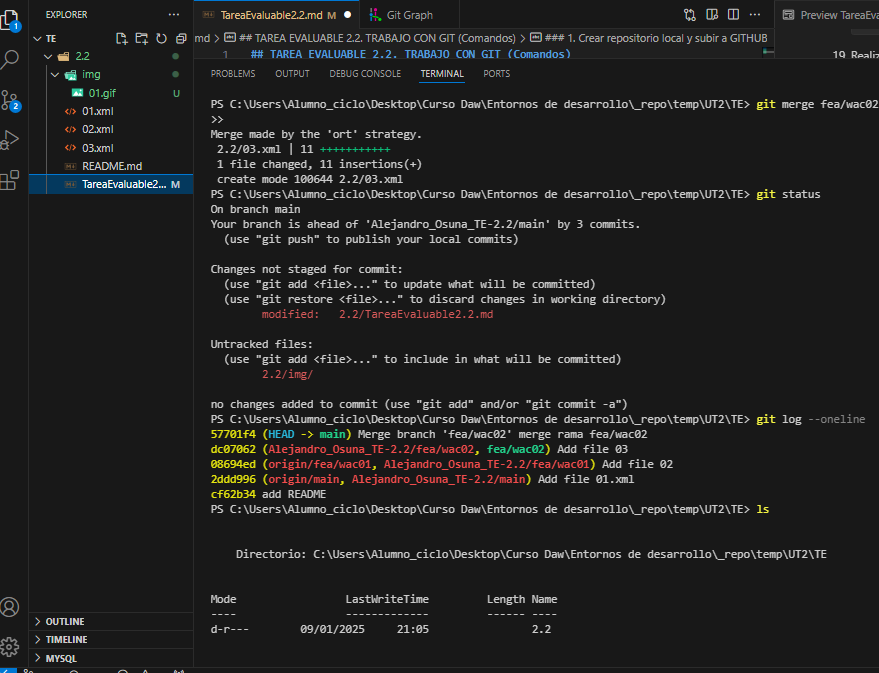 EXPLORER
TE
2.2
img
01.gif U
01.xml
02.xml
03.xml
README.md
TareaEvaluable2... M
OUTLINE
TIMELINE
MYSQL
1
2
TareaEvaluable2.2.md M
Git Graph
Preview TareaEva
md > ## TAREA EVALUABLE 2.2. TRABAJO CON GIT (Comandos) > ### 1. Crear repositorio local y subir a GITHUB
1 ## TAREA EVALUABLE 2.2. TRABAJO CON GIT (Comandos)
19. Realiz
PROBLEMS OUTPUT DEBUG CONSOLE TERMINAL PORTS
PS C:\Users\Alumno_ciclo\Desktop\Curso Daw\Entornos de desarrollo\_repo\temp\UT2\TE> git merge fea/wac02
>>
Merge made by the 'ort' strategy.
2.2/03.xml | 11 +++++++++++
1 file changed, 11 insertions(+)
create mode 100644 2.2/03.xml
PS C:\Users\Alumno_ciclo\Desktop\Curso Daw\Entornos de desarrollo\_repo\temp\UT2\TE> git status
On branch main
Your branch is ahead of 'Alejandro_Osuna_TE-2.2/main' by 3 commits.
(use "git push" to publish your local commits)
Changes not staged for commit:
(use "git add <file>..." to update what will be committed)
(use "git restore <file>..." to discard changes in working directory)
modified: 2.2/TareaEvaluable2.2.md
Untracked files:
(use "git add <file>..." to include in what will be committed)
2.2/img/
no changes added to commit (use "git add" and/or "git commit -a")
PS C:\Users\Alumno_ciclo\Desktop\Curso Daw\Entornos de desarrollo\_repo\temp\UT2\TE> git log --oneline
57701f4 (HEAD -> main) Merge branch 'fea/wac02' merge rama fea/wac02
dc07062 (Alejandro_Osuna_TE-2.2/fea/wac02, fea/wac02) Add file 03
08694ed (origin/fea/wac01, Alejandro_Osuna_TE-2.2/fea/wac01) Add file 02
2ddd996 (origin/main, Alejandro_Osuna_TE-2.2/main) Add file 01.xml
cf62b34 add README
PS C:\Users\Alumno_ciclo\Desktop\Curso Daw\Entornos de desarrollo\_repo\temp\UT2\TE> ls
Directorio: C:\Users\Alumno_ciclo\Desktop\Curso Daw\Entornos de desarrollo\_repo\temp\UT2\TE
Mode LastWriteTime Length Name
---- ------------- ------ ----
d-r--- 09/01/2025 21:05 2.2